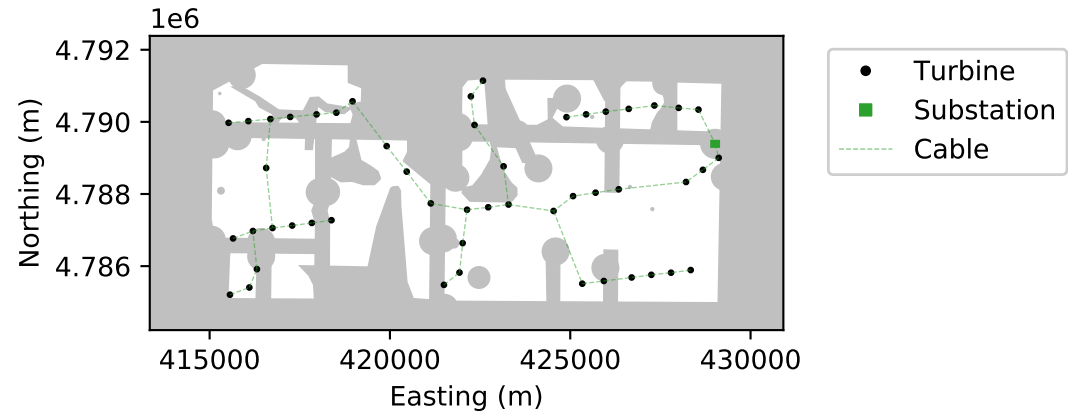 1e6
4.792
4.790
4.788
4.786
Northing (m)
415000 420000 425000 430000
Easting (m)
Turbine
Substation
Cable